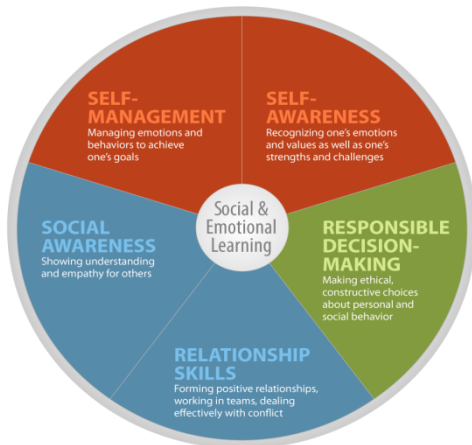 SELF-
MANAGEMENT
Managing emotions and
behaviors to achieve
one's goals
SELF-
AWARENESS
Recognizing one's emotions
and values as well as one's
strengths and challenges
SOCIAL
AWARENESS
Showing understanding
and empathy for others
Social &
Emotional
Learning
RESPONSIBLE
DECISION-
MAKING
Making ethical,
constructive choices
about personal and
social behavior
RELATIONSHIP
SKILLS
Forming positive relationships,
working in teams, dealing
effectively with conflict